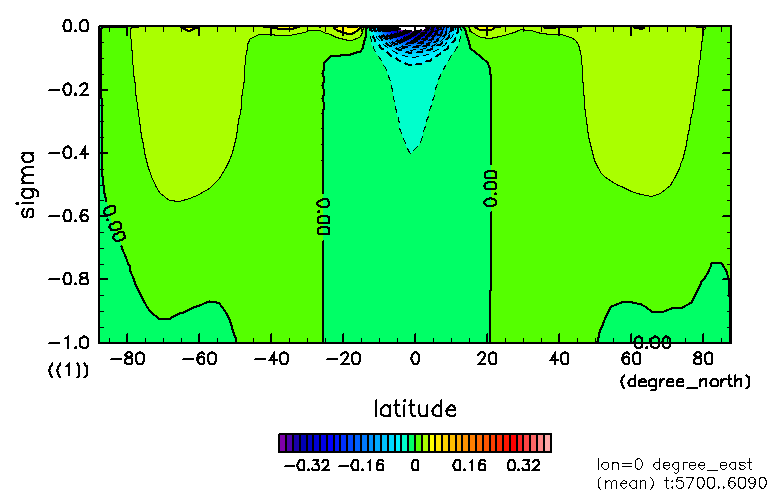 0.0
−0.2
−0.4
−0.6
−0.8
−1.0
sigma
0.00
0.00
0.00
0.00
−80 −60 −40 −20 0 20 40 60 80
((1))
(degree_north)
latitude
−0.32 −0.16 0 0.16 0.32
lon=0 degree_east
(mean) t:5700..6090